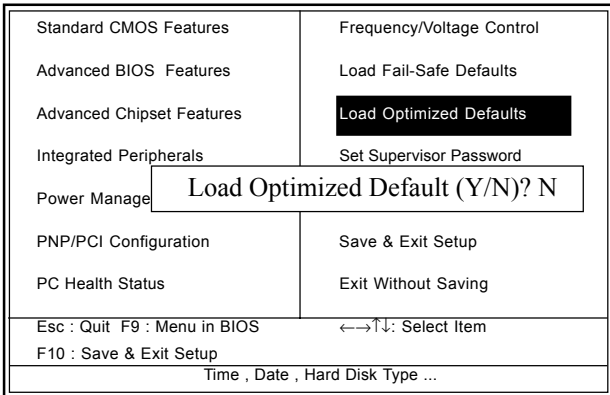 Standard CMOS Features
Frequency/Voltage Control
Advanced BIOS  Features
Load Fail-Safe Defaults
Advanced Chipset Features
Load Optimized Defaults
Integrated Peripherals
Set Supervisor Password
Power Manage
Load Optimized Default (Y/N)? N
PNP/PCI Configuration
Save & Exit Setup
PC Health Status
Exit Without Saving
Esc : Quit  F9 : Menu in BIOS
←→↑↓: Select Item
F10 : Save & Exit Setup
Time , Date , Hard Disk Type ...